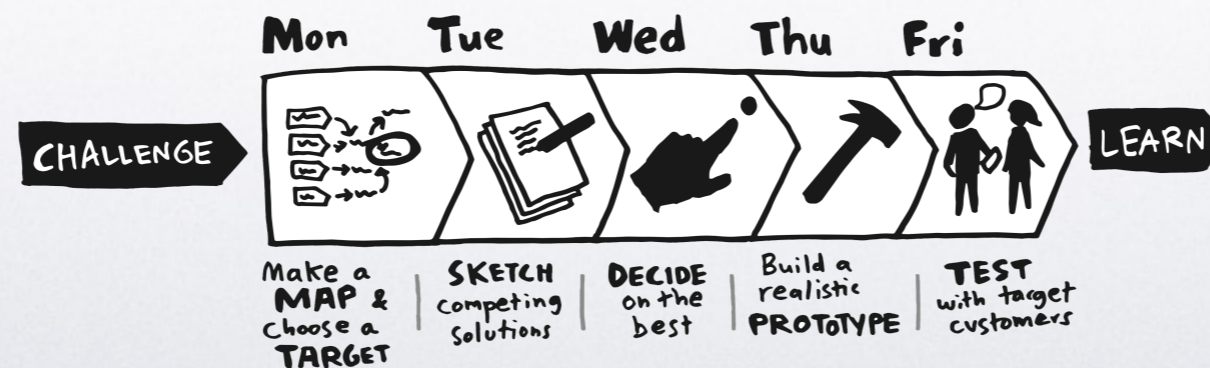 Mon Tue Wed Thu Fri
CHALLENGE
LEARN
Make a
MAP &
choose a
TARGET
SKETCH
competing
solutions
DECIDE
on the
best
Build a
realistic
PROTOTYPE
TEST
with target
customers